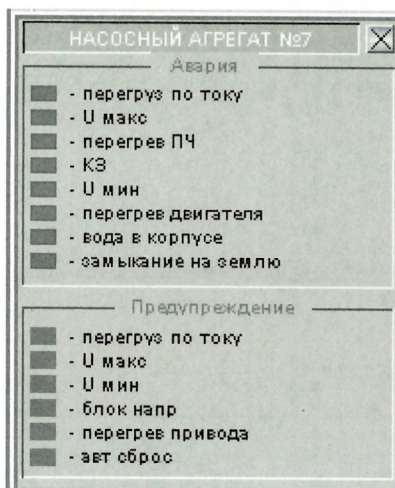 НАСОСНЫЙ АГРЕГАТ №7
Авария
- перегруз по току
- U макс
- перегрев ПЧ
- КЗ
- U мин
- перегрев двигателя
- вода в корпусе
- замыкание на землю
Предупреждение
- перегруз по току
- U макс
- U мин
- блок напр
- перегрев привода
- авт сброс